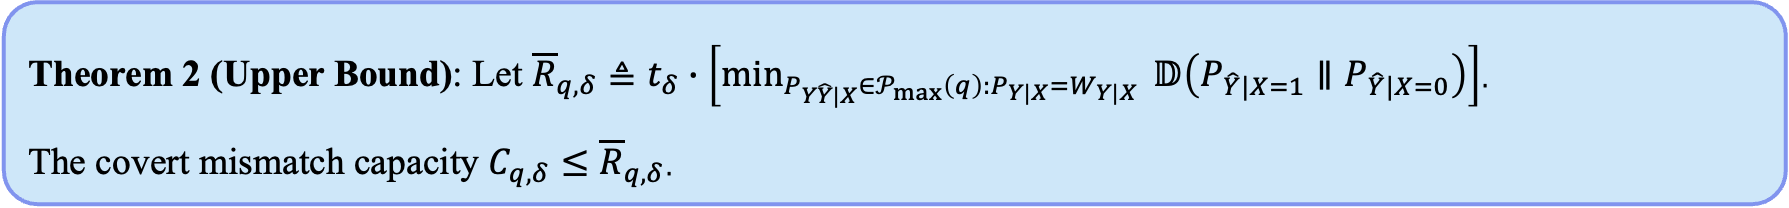 Theorem 2 (Upper Bound): Let R̅_{q,δ} ≜ t_δ · [min_{P_{YŶ|X}∈𝒫_max(q):P_{Y|X}=W_{Y|X}} 𝔻(P_{Ŷ|X=1} ∥ P_{Ŷ|X=0})].
The covert mismatch capacity C_{q,δ} ≤ R̅_{q,δ}.